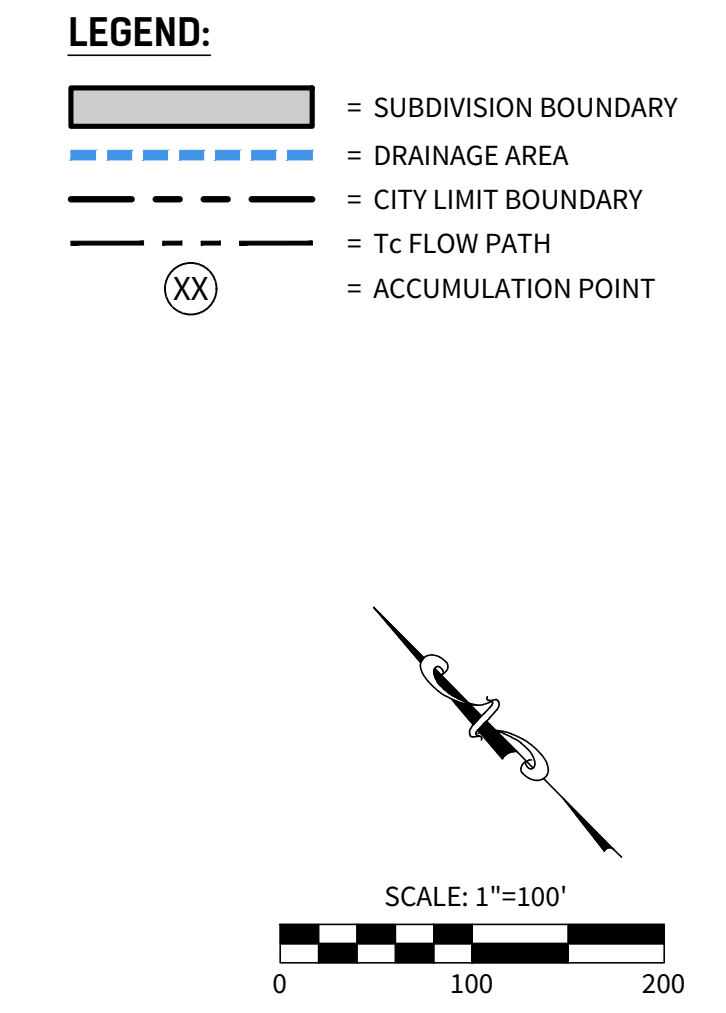 LEGEND:
= SUBDIVISION BOUNDARY
= DRAINAGE AREA
= CITY LIMIT BOUNDARY
= Tc FLOW PATH
XX = ACCUMULATION POINT
SCALE: 1"=100'
0 100 200